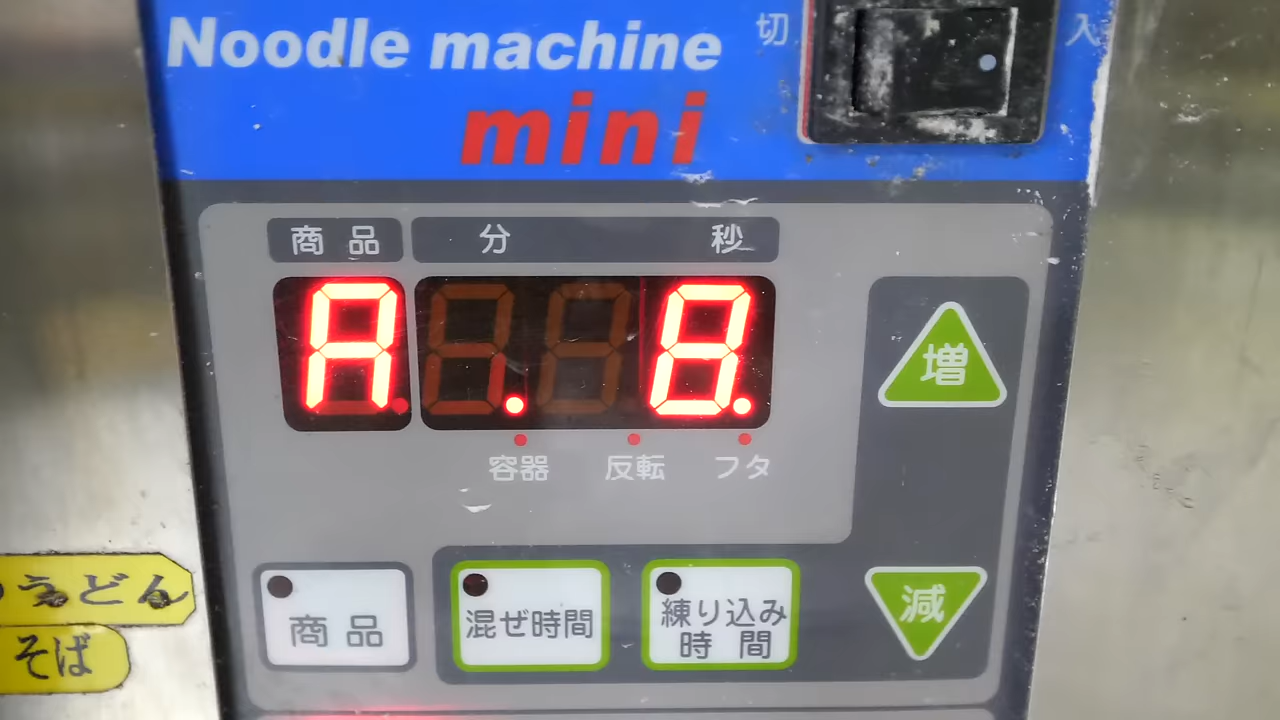 Noodle machine
mini
切 入
商品 分 秒
A . 8.
増
容器 反転 フタ
商品
混ぜ時間
練り込み
時間
減
うどん
そば